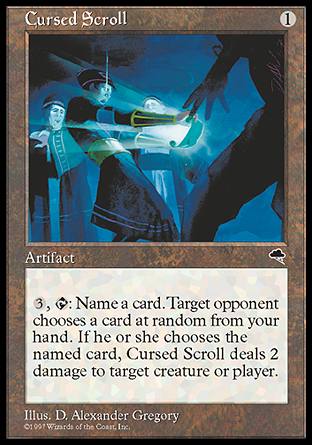 Cursed Scroll 1
Artifact
3, : Name a card. Target opponent
chooses a card at random from your
hand. If he or she chooses the
named card, Cursed Scroll deals 2
damage to target creature or player.
Illus. D. Alexander Gregory
©1997 Wizards of the Coast, Inc.